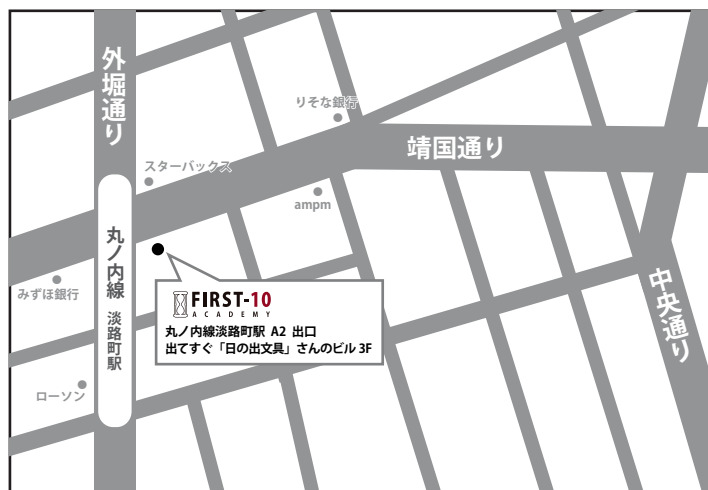 外堀通り
りそな銀行
靖国通り
スターバックス
ampm
丸ノ内線 淡路町駅
みずほ銀行
中央通り
FIRST-10
ACADEMY
丸ノ内線淡路町駅 A2 出口
出てすぐ「日の出文具」さんのビル 3F
ローソン